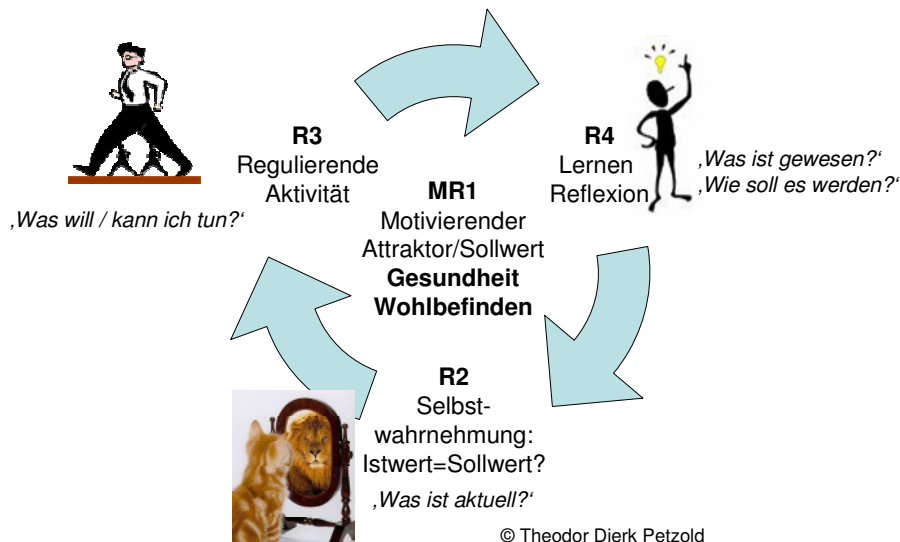 R3
Regulierende
Aktivität
‚Was will / kann ich tun?‘
R4
Lernen
Reflexion
‚Was ist gewesen?‘
‚Wie soll es werden?‘
MR1
Motivierender
Attraktor/Sollwert
Gesundheit
Wohlbefinden
R2
Selbst-
wahrnehmung:
Istwert=Sollwert?
‚Was ist aktuell?‘
© Theodor Dierk Petzold